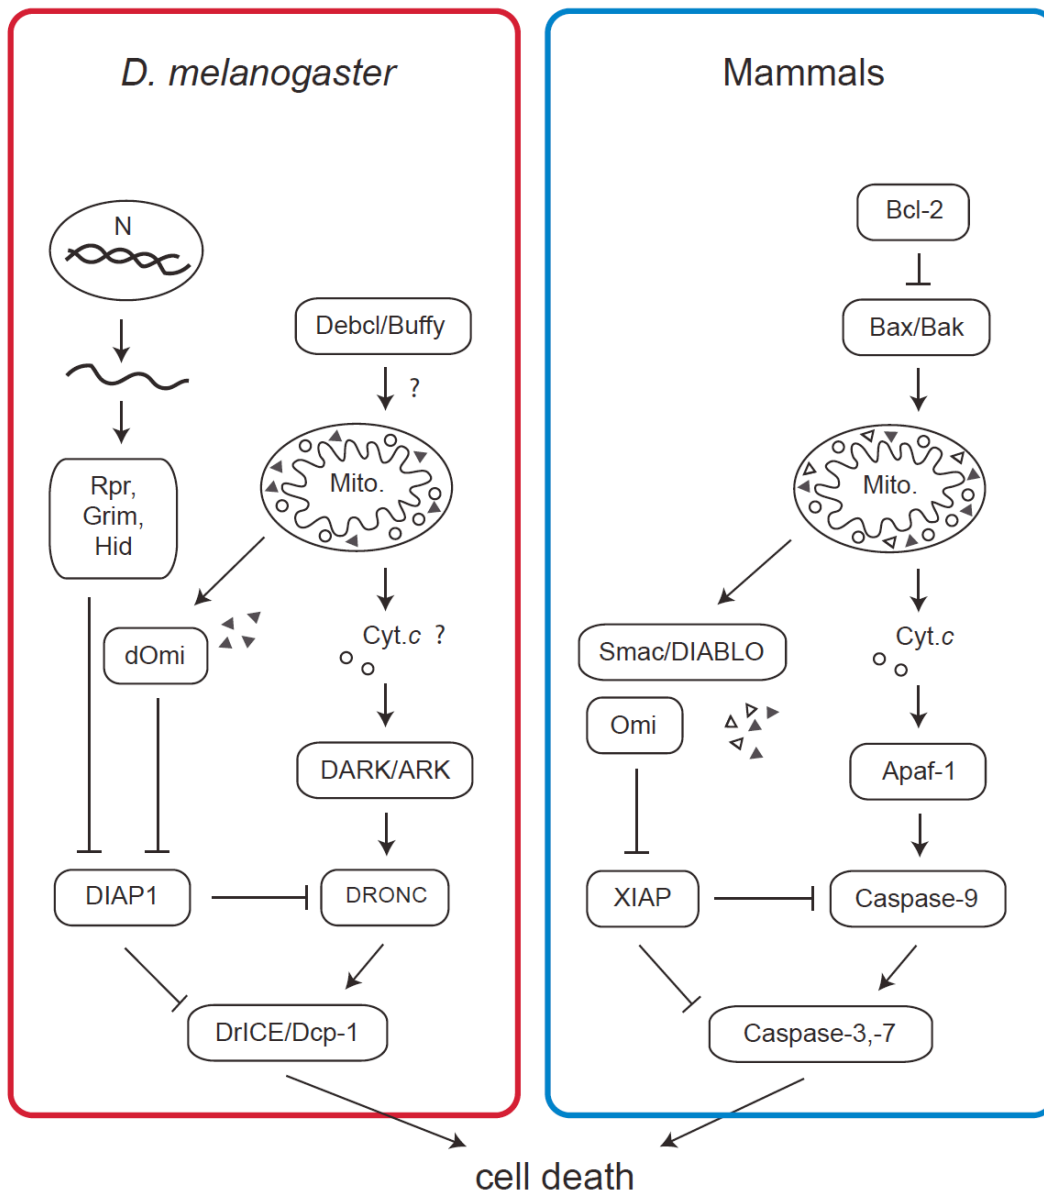 D. melanogaster
N
Debcl/Buffy
?
Rpr,
Grim,
Hid
Mito.
dOmi
Cyt.c ?
DARK/ARK
DIAP1
DRONC
DrICE/Dcp-1
Mammals
Bcl-2
Bax/Bak
Mito.
Smac/DIABLO
Omi
Cyt.c
Apaf-1
XIAP
Caspase-9
Caspase-3,-7
cell death